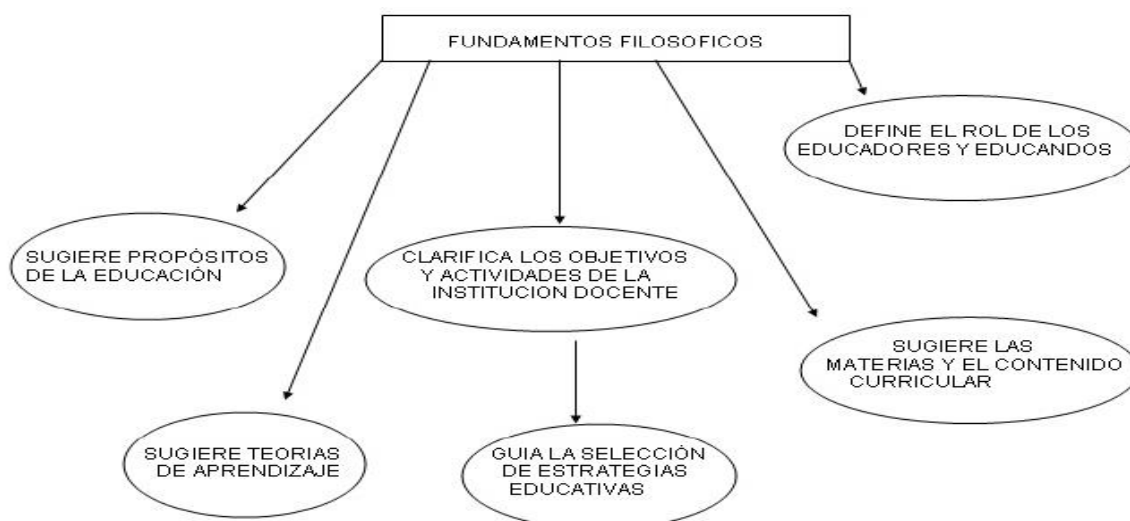 FUNDAMENTOS FILOSOFICOS
DEFINE EL ROL DE LOS
EDUCADORES Y EDUCANDOS
SUGIERE PROPÓSITOS
DE LA EDUCACIÓN
CLARIFICA LOS OBJETIVOS
Y ACTIVIDADES DE LA
INSTITUCION DOCENTE
SUGIERE LAS
MATERIAS Y EL CONTENIDO
CURRICULAR
SUGIERE TEORIAS
DE APRENDIZAJE
GUIA LA SELECCIÓN
DE ESTRATEGIAS
EDUCATIVAS